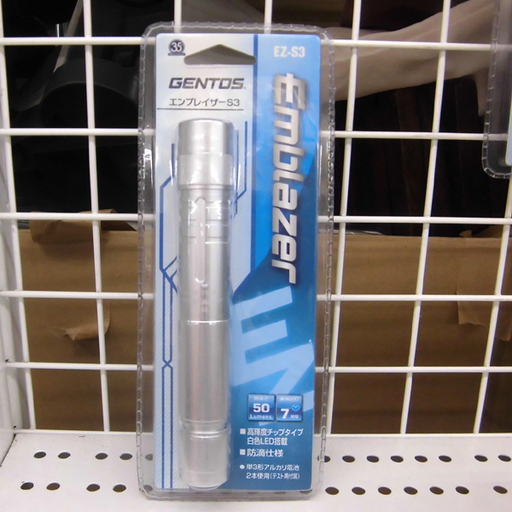 35
EZ-S3
GENTOS
エンブレイザーS3
Emblazer
50
Lumens
7
高輝度チップタイプ
白色LED搭載
防滴仕様
単3形アルカリ電池
2本使用(テスト用付属)